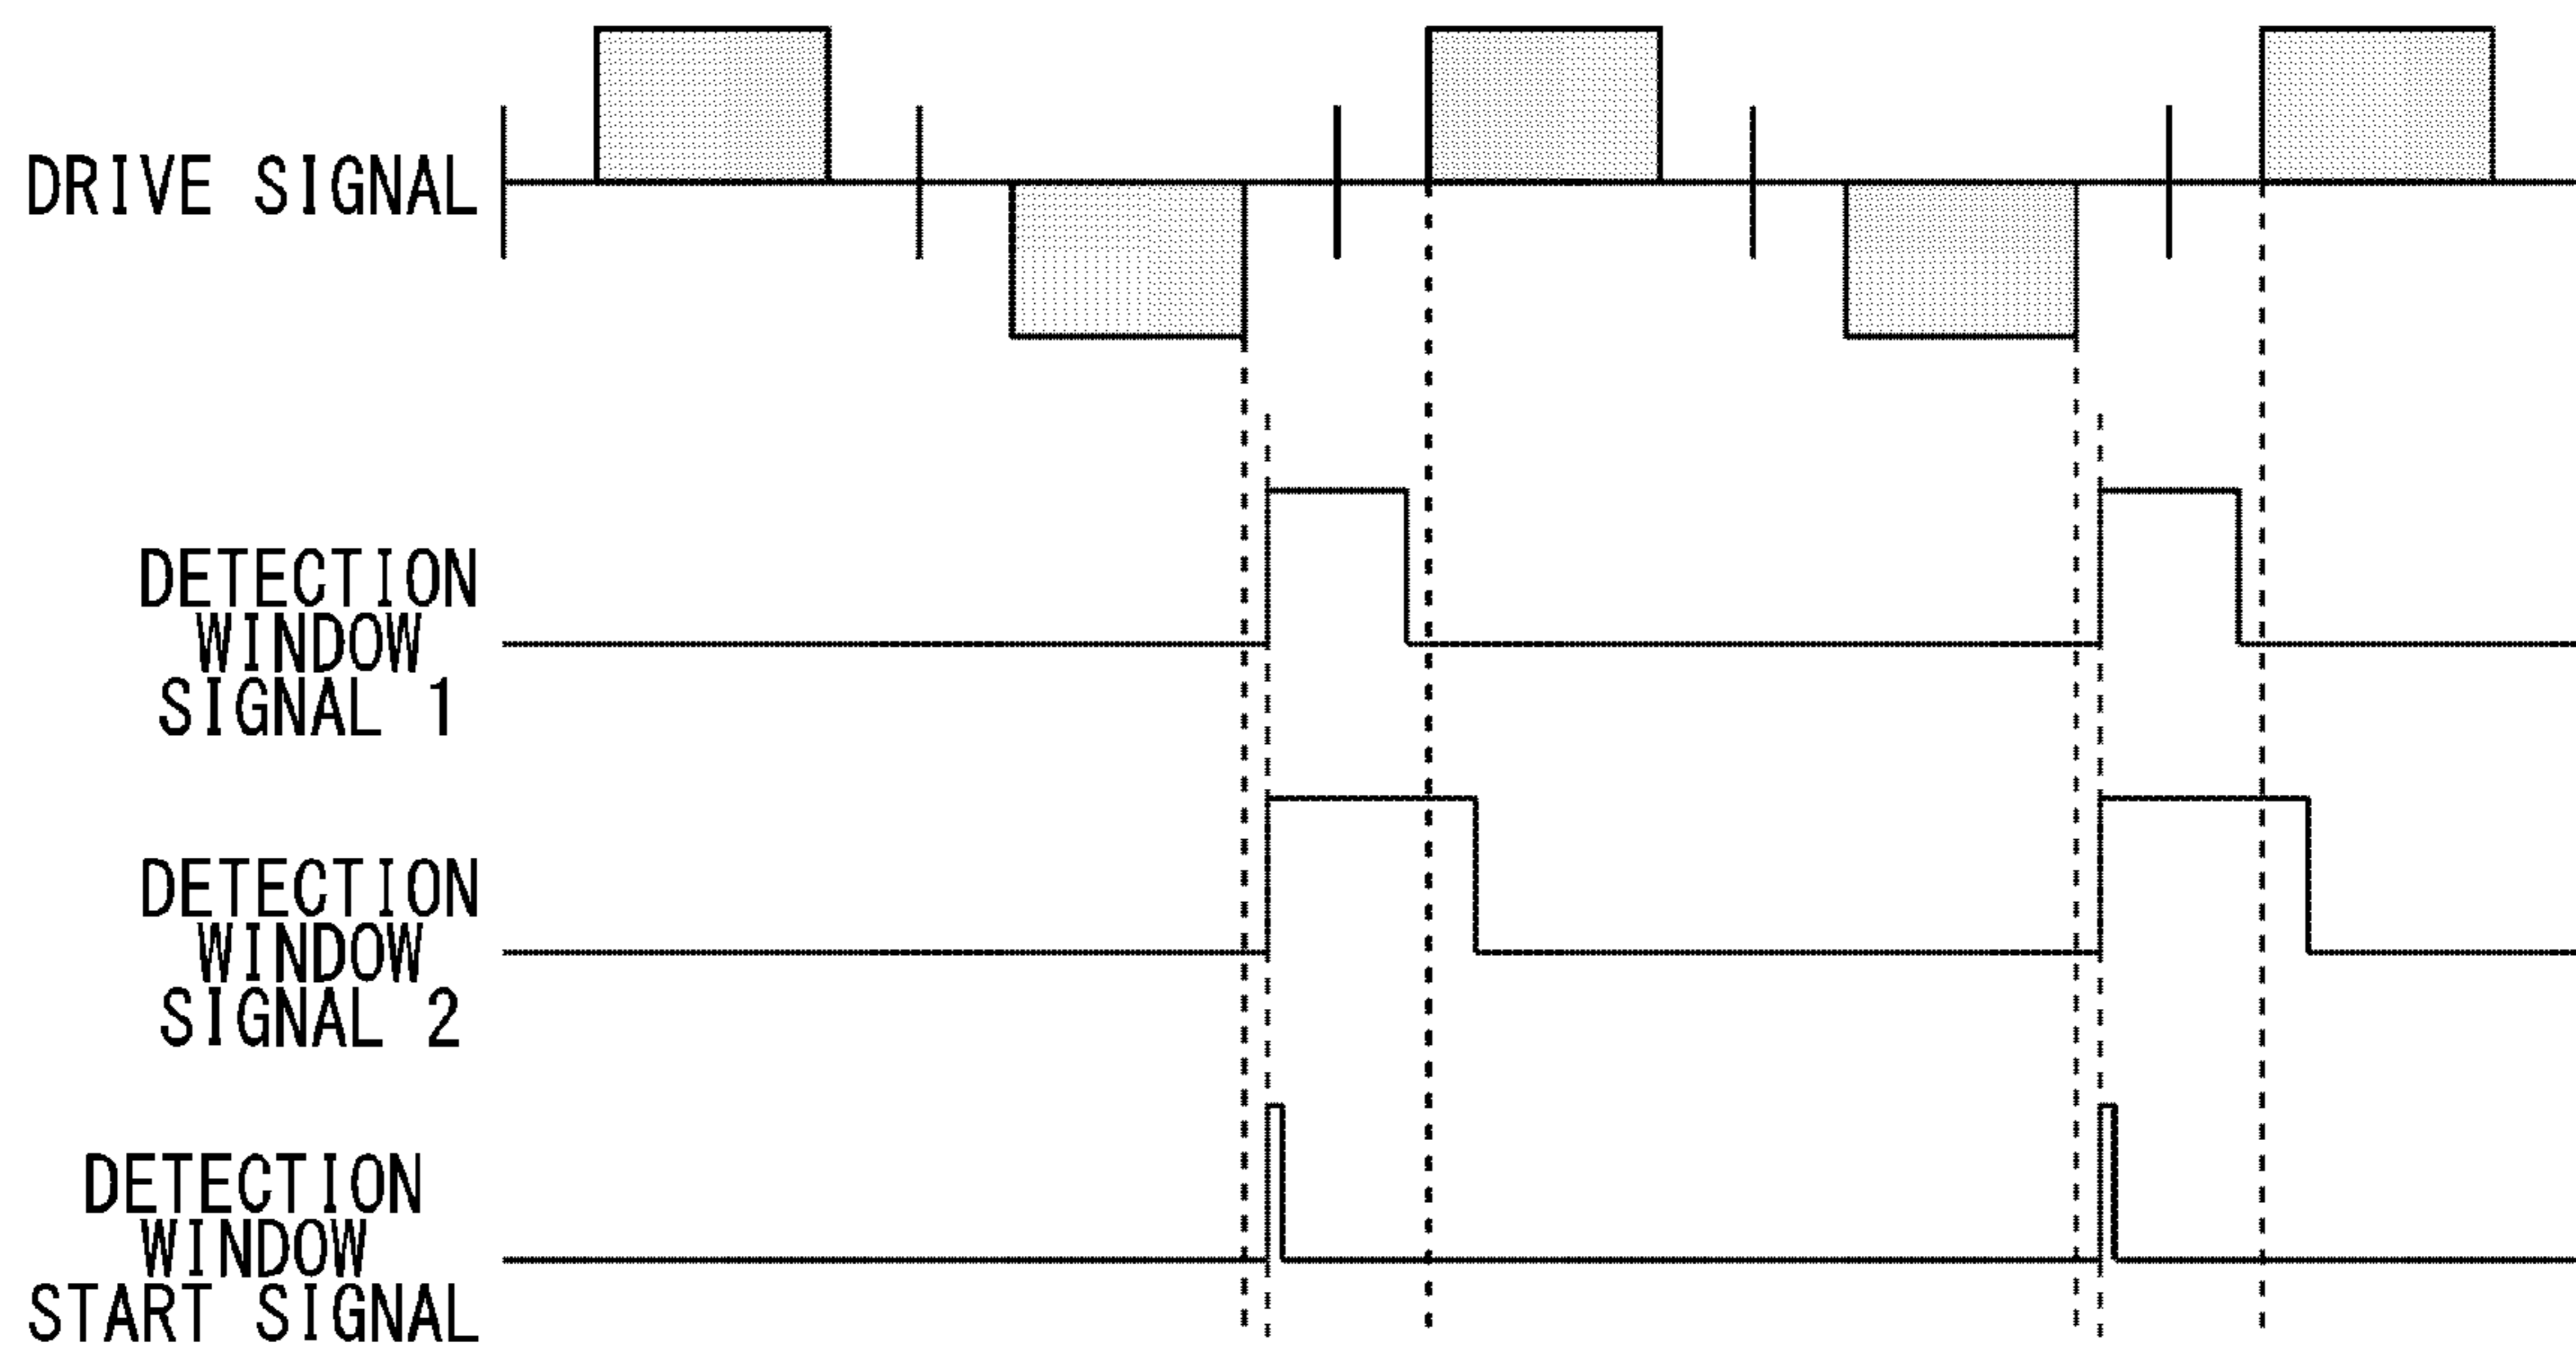 DRIVE SIGNAL
DETECTION
WINDOW
SIGNAL 1
DETECTION
WINDOW
SIGNAL 2
DETECTION
WINDOW
START SIGNAL